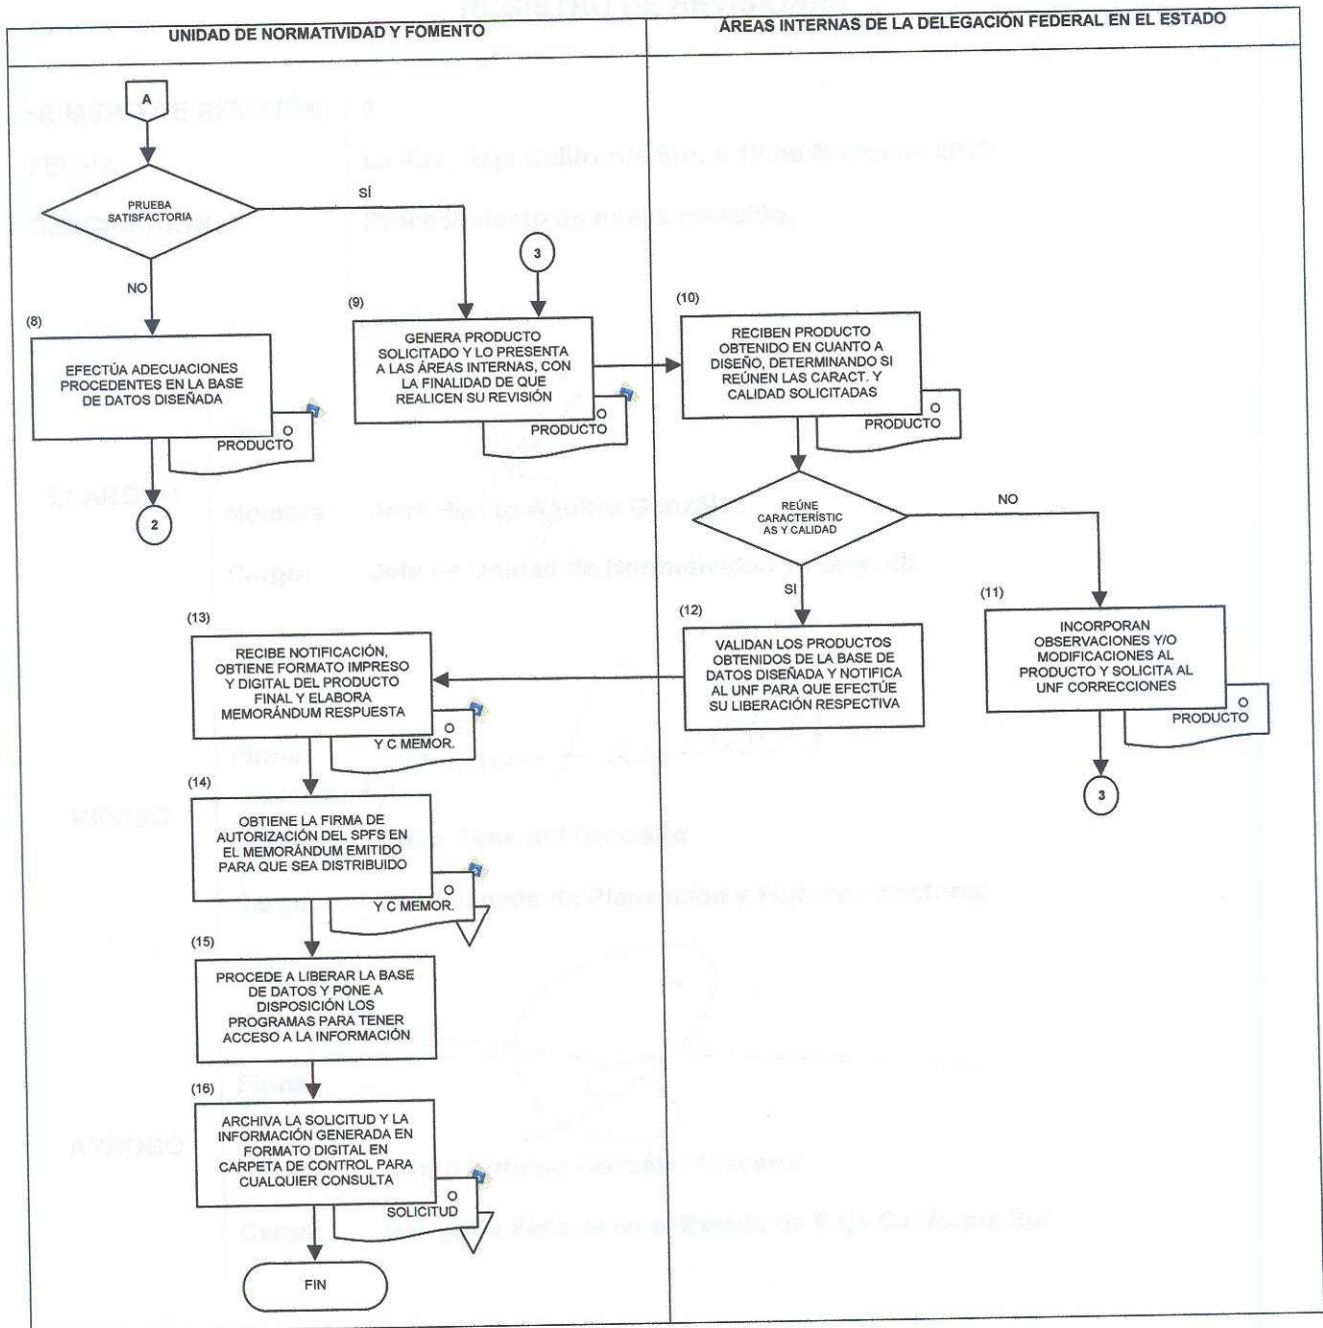 UNIDAD DE NORMATIVIDAD Y FOMENTO
ÁREAS INTERNAS DE LA DELEGACIÓN FEDERAL EN EL ESTADO
A
PRUEBA
SATISFACTORIA
SÍ
NO
3
(8)
EFECTÚA ADECUACIONES
PROCEDENTES EN LA BASE
DE DATOS DISEÑADA
O
PRODUCTO
2
(9)
GENERA PRODUCTO
SOLICITADO Y LO PRESENTA
A LAS ÁREAS INTERNAS, CON
LA FINALIDAD DE QUE
REALICEN SU REVISIÓN
O
PRODUCTO
(10)
RECIBEN PRODUCTO
OBTENIDO EN CUANTO A
DISEÑO, DETERMINANDO SI
REÚNEN LAS CARACT. Y
CALIDAD SOLICITADAS
O
PRODUCTO
REÚNE
CARACTERÍSTIC
AS Y CALIDAD
NO
SI
(11)
INCORPORAN
OBSERVACIONES Y/O
MODIFICACIONES AL
PRODUCTO Y SOLICITA AL
UNF CORRECCIONES
O
PRODUCTO
3
(12)
VALIDAN LOS PRODUCTOS
OBTENIDOS DE LA BASE DE
DATOS DISEÑADA Y NOTIFICA
AL UNF PARA QUE EFECTÚE
SU LIBERACIÓN RESPECTIVA
(13)
RECIBE NOTIFICACIÓN,
OBTIENE FORMATO IMPRESO
Y DIGITAL DEL PRODUCTO
FINAL Y ELABORA
MEMORÁNDUM RESPUESTA
O
Y C MEMOR.
(14)
OBTIENE LA FIRMA DE
AUTORIZACIÓN DEL SPFS EN
EL MEMORÁNDUM EMITIDO
PARA QUE SEA DISTRIBUIDO
O
Y C MEMOR.
(15)
PROCEDE A LIBERAR LA BASE
DE DATOS Y PONE A
DISPOSICIÓN LOS
PROGRAMAS PARA TENER
ACCESO A LA INFORMACIÓN
(16)
ARCHIVA LA SOLICITUD Y LA
INFORMACIÓN GENERADA EN
FORMATO DIGITAL EN
CARPETA DE CONTROL PARA
CUALQUIER CONSULTA
O
SOLICITUD
FIN